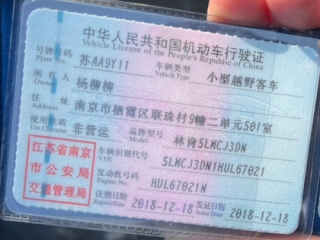 中华人民共和国机动车行驶证
Vehicle License of the People's Republic of China
号牌号码 苏AA9Y11 车辆类型 小型越野客车
Plate No. Vehicle Type
所有人 杨柳柳
Owner
住址 南京市栖霞区联珠村9幢二单元501室
Address
使用性质 非营运 品牌型号 林肯5LMCJ3DN
Use Character Model
江苏省南京
市公安局
交通管理局
车辆识别代号 5LMCJ3DN1HUL67021
VIN
发动机号码 HUL67021N
Engine No.
注册日期 2018-12-18 发证日期 2018-12-18
Register Date Issue Date